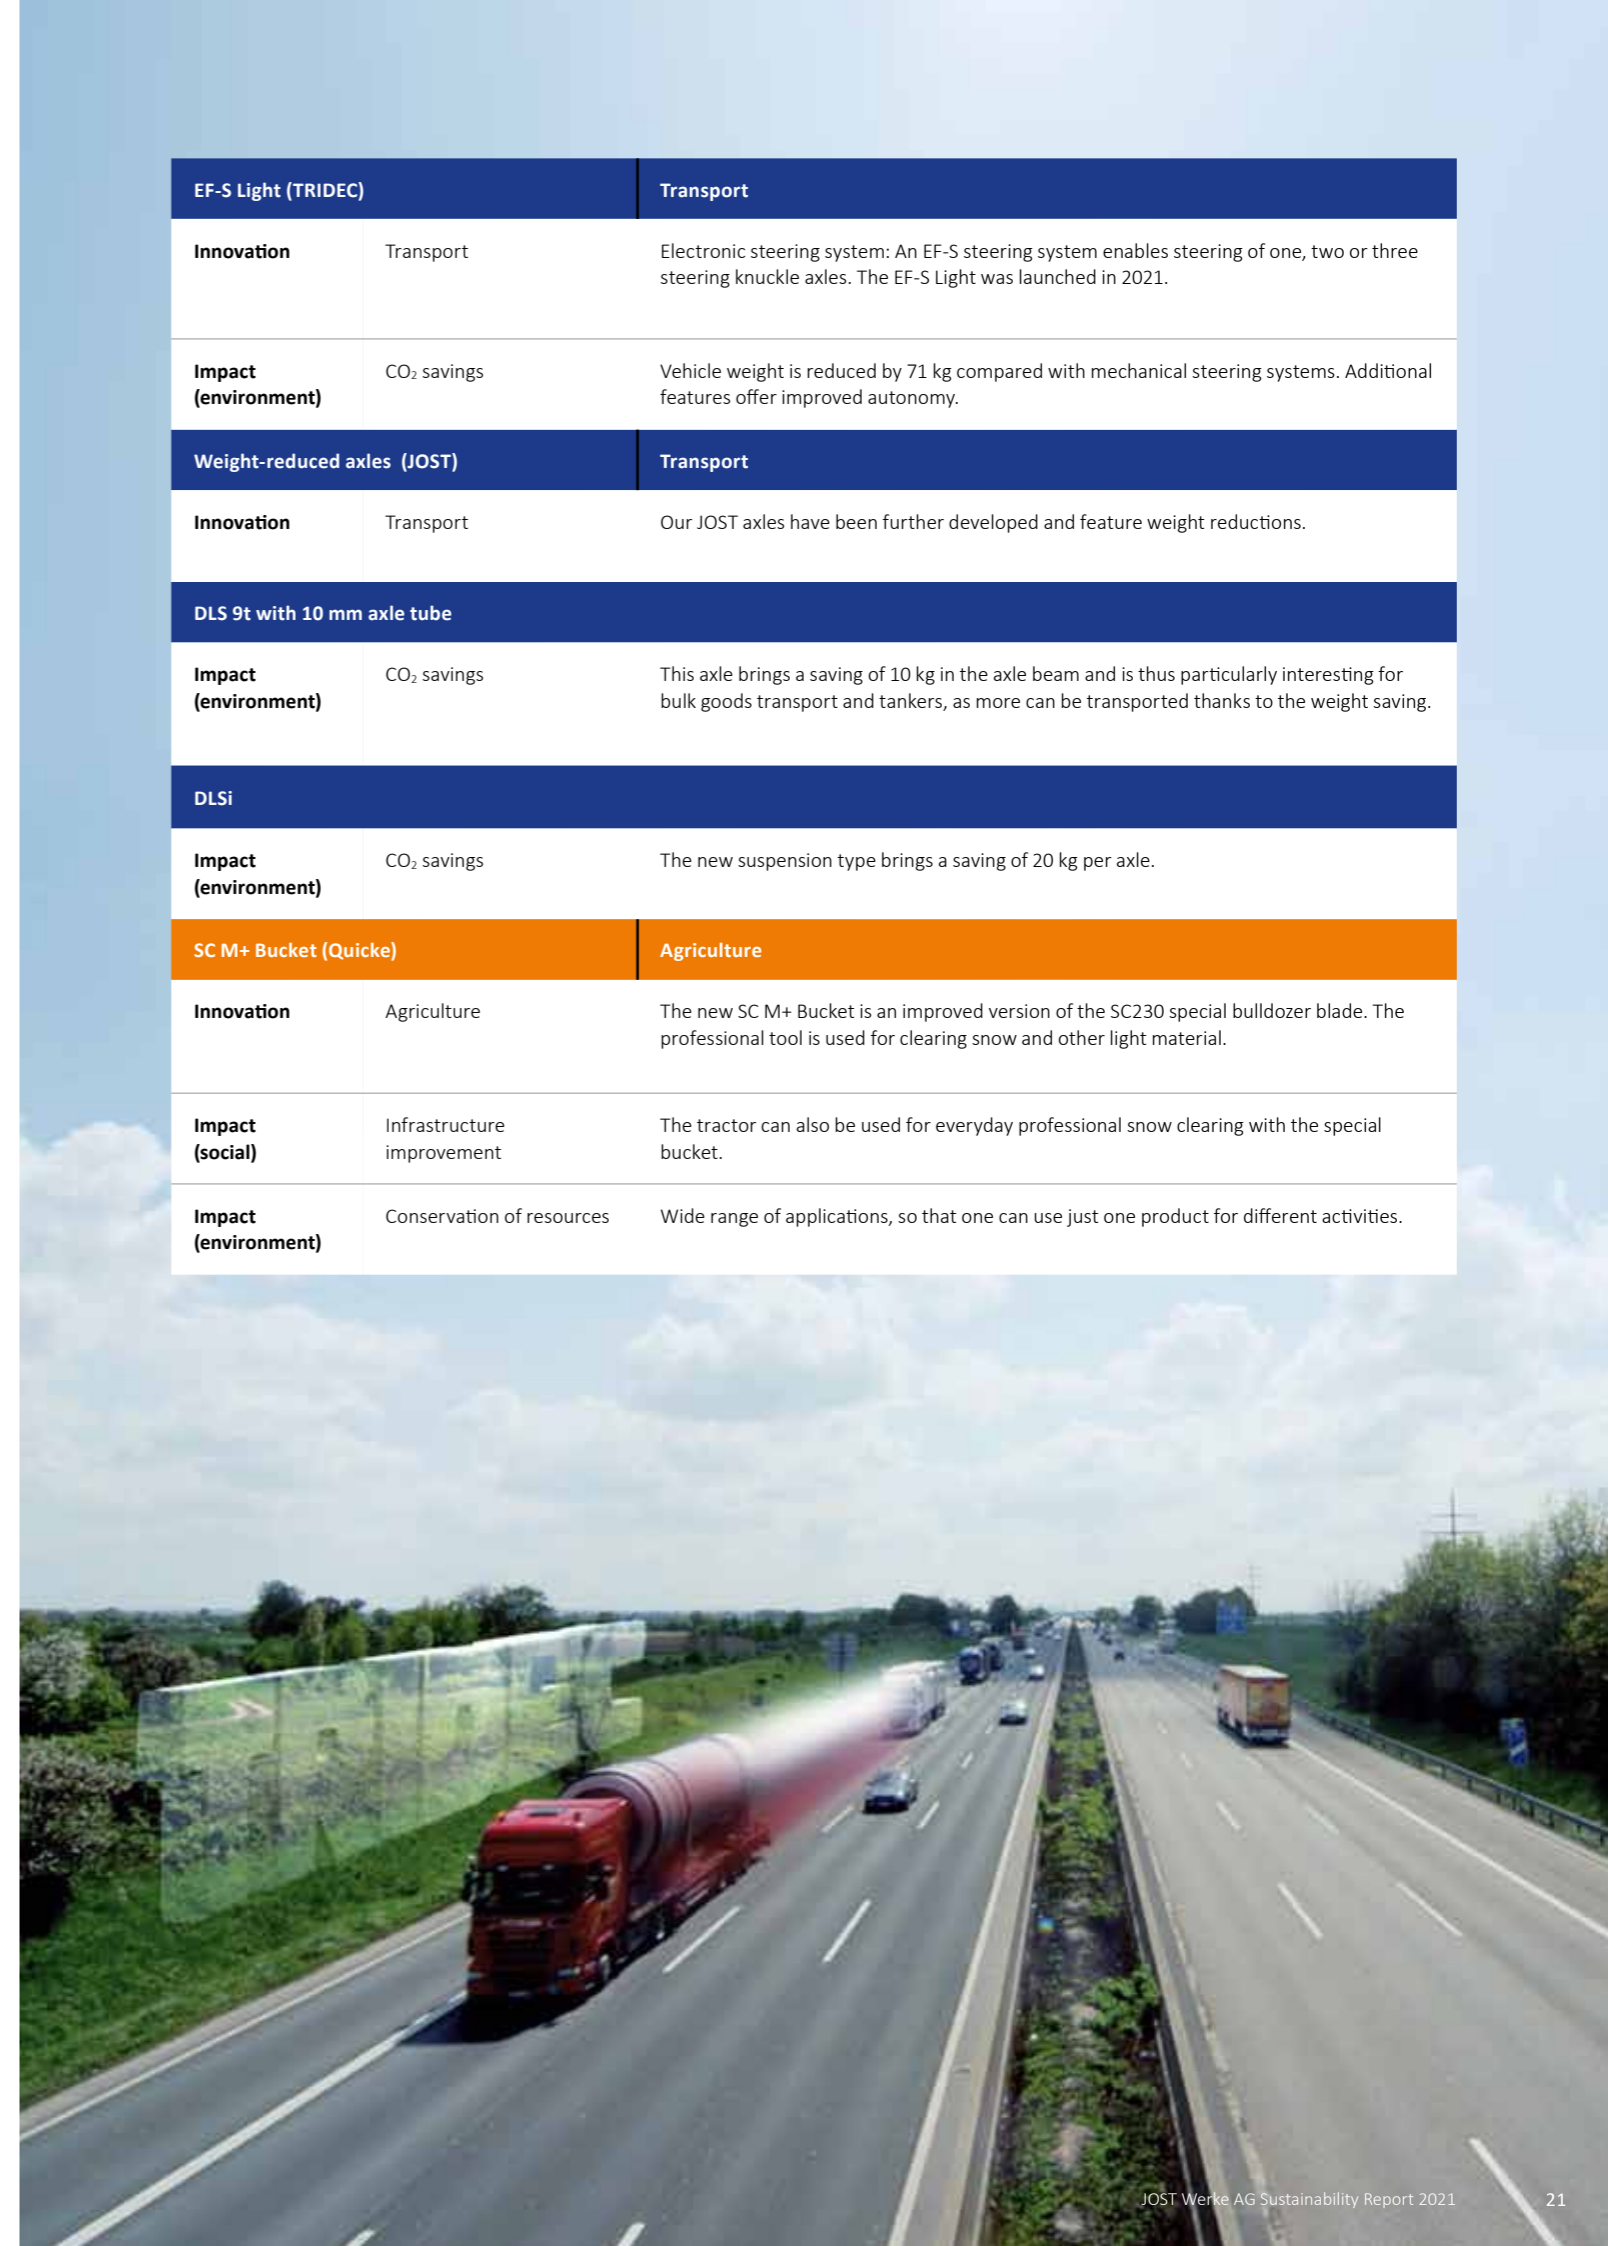 EF-S Light (TRIDEC)
Transport
Innovation
Transport
Electronic steering system: An EF-S steering system enables steering of one, two or three
steering knuckle axles. The EF-S Light was launched in 2021.
Impact
(environment)
CO₂ savings
Vehicle weight is reduced by 71 kg compared with mechanical steering systems. Additional
features offer improved autonomy.
Weight-reduced axles (JOST)
Transport
Innovation
Transport
Our JOST axles have been further developed and feature weight reductions.
DLS 9t with 10 mm axle tube
Impact
(environment)
CO₂ savings
This axle brings a saving of 10 kg in the axle beam and is thus particularly interesting for
bulk goods transport and tankers, as more can be transported thanks to the weight saving.
DLSi
Impact
(environment)
CO₂ savings
The new suspension type brings a saving of 20 kg per axle.
SC M+ Bucket (Quicke)
Agriculture
Innovation
Agriculture
The new SC M+ Bucket is an improved version of the SC230 special bulldozer blade. The
professional tool is used for clearing snow and other light material.
Impact
(social)
Infrastructure
improvement
The tractor can also be used for everyday professional snow clearing with the special
bucket.
Impact
(environment)
Conservation of resources
Wide range of applications, so that one can use just one product for different activities.
JOST Werke AG Sustainability Report 2021
21